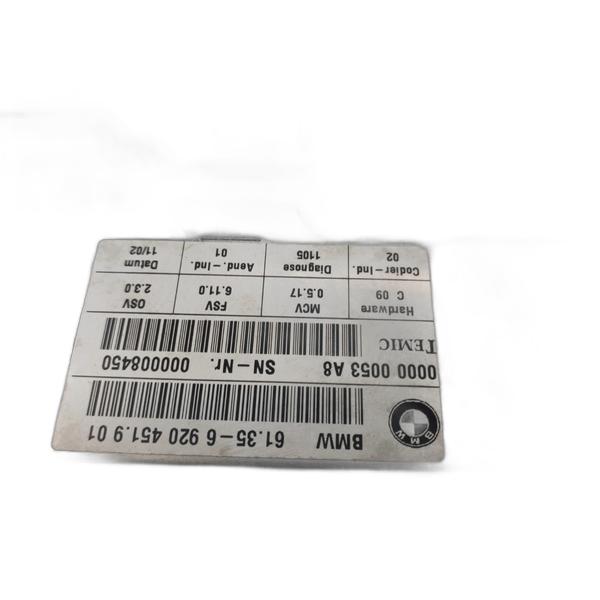 BMW
BMW 61.35-6 920 451.9 01
0000 0053 A8 SN-Nr. 000008450
TEMIC
Hardware C 09
MCV 0.5.17
FSV 6.11.0
OSV 2.3.0
Codier-Ind. 02
Diagnose 1105
Aend.-Ind. 01
Datum 11/02